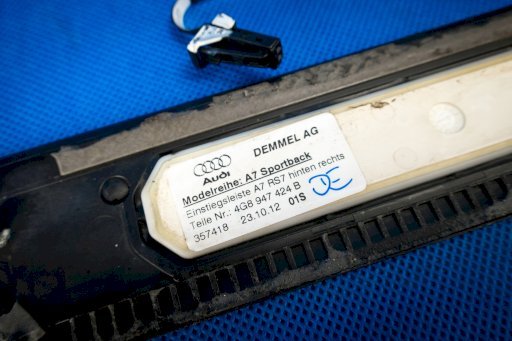 DEMMEL AG
Audi
Modelreihe: A7 Sportback
Einstiegsleiste A7 RS7 hinten rechts
Teile Nr.: 4G8 947 424 B
357418 23.10.12 01S
DE